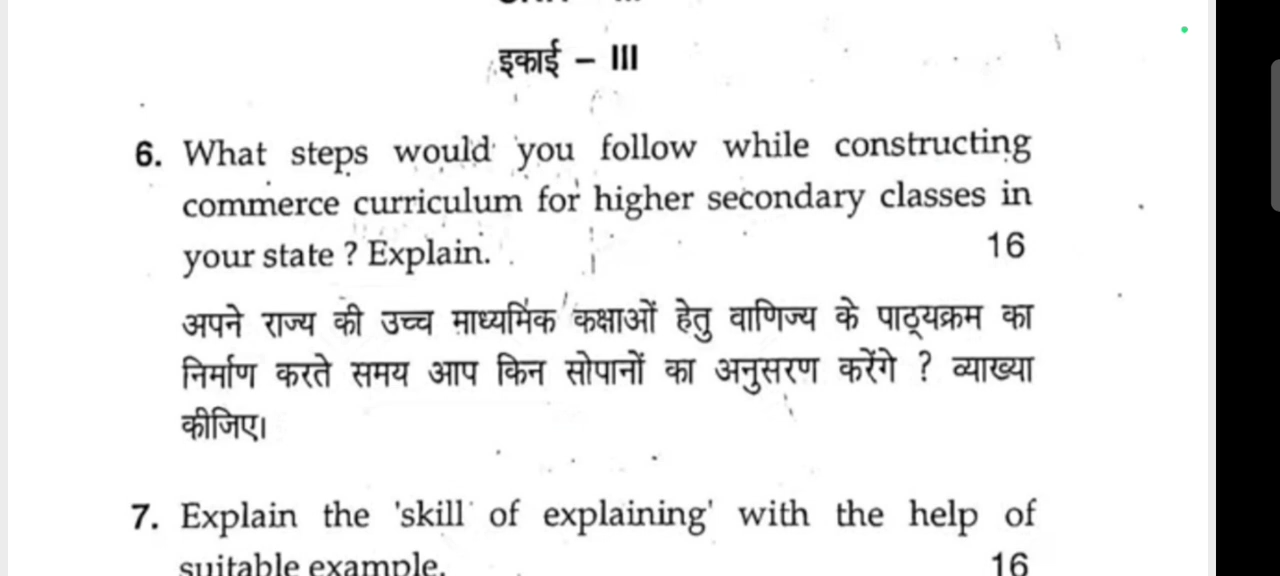 इकाई – III
6. What steps would you follow while constructing
commerce curriculum for higher secondary classes in
your state ? Explain. 16
अपने राज्य की उच्च माध्यमिक कक्षाओं हेतु वाणिज्य के पाठ्यक्रम का
निर्माण करते समय आप किन सोपानों का अनुसरण करेंगे ? व्याख्या
कीजिए।
7. Explain the 'skill of explaining' with the help of
suitable example. 16